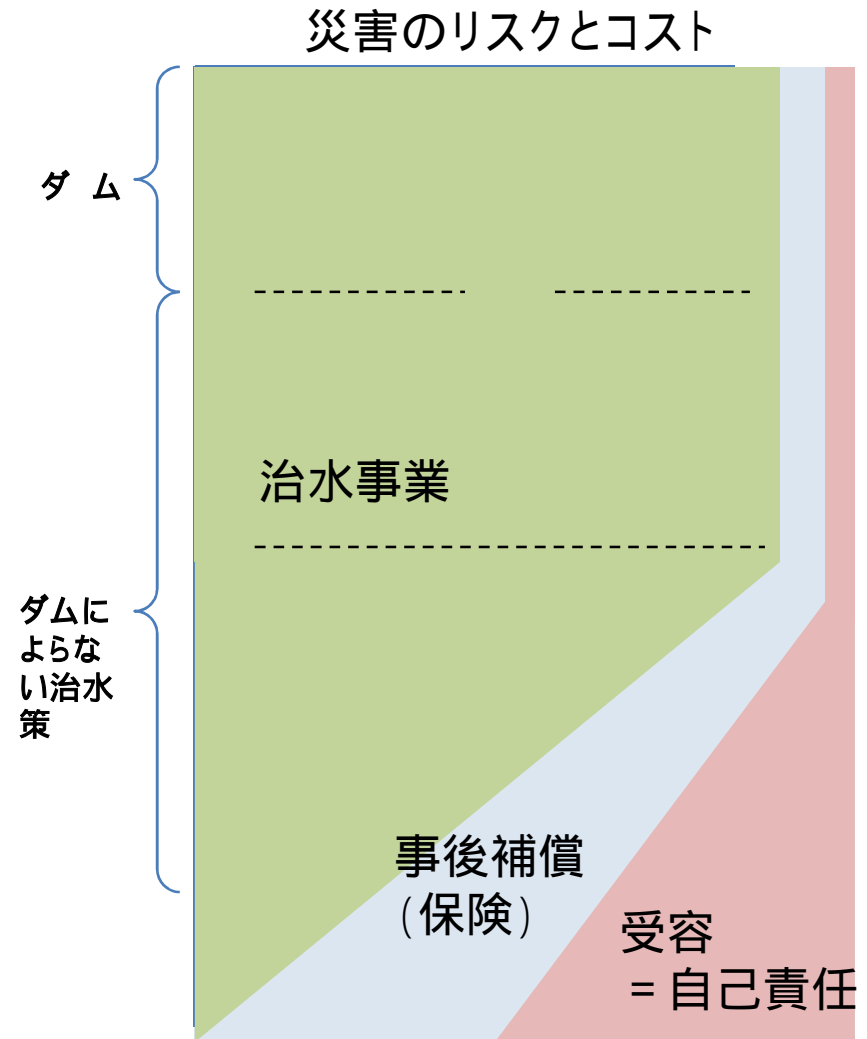 災害のリスクとコスト
ダ ム
治水事業
ダムに
よらな
い治水
策
事後補償
(保険)
受容
=自己責任